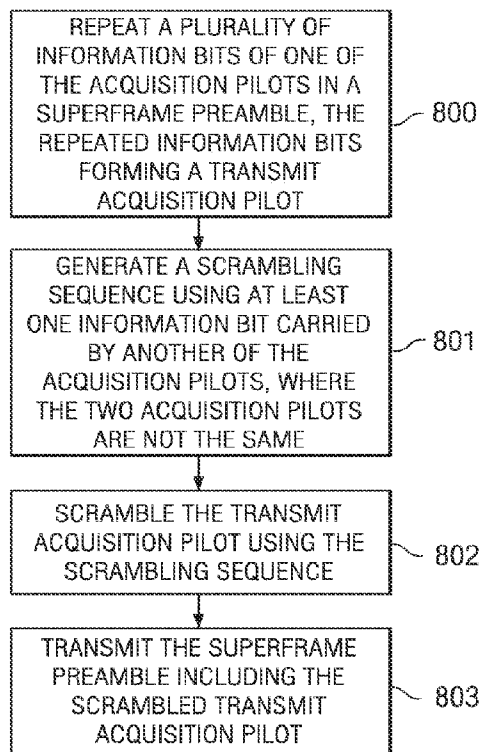 REPEAT A PLURALITY OF
INFORMATION BITS OF ONE OF
THE ACQUISITION PILOTS IN A
SUPERFRAME PREAMBLE, THE
REPEATED INFORMATION BITS
FORMING A TRANSMIT
ACQUISITION PILOT
800
GENERATE A SCRAMBLING
SEQUENCE USING AT LEAST
ONE INFORMATION BIT CARRIED
BY ANOTHER OF THE
ACQUISITION PILOTS, WHERE
THE TWO ACQUISITION PILOTS
ARE NOT THE SAME
801
SCRAMBLE THE TRANSMIT
ACQUISITION PILOT USING THE
SCRAMBLING SEQUENCE
802
TRANSMIT THE SUPERFRAME
PREAMBLE INCLUDING THE
SCRAMBLED TRANSMIT
ACQUISITION PILOT
803